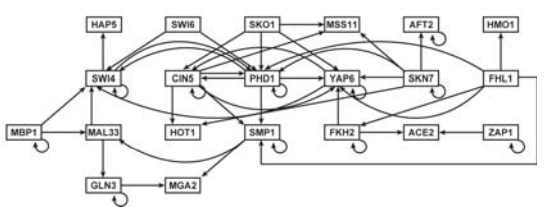 HAP5 SWI6 SKO1 MSS11 AFT2 HMO1
SWI4 CIN5 PHD1 YAP6 SKN7 FHL1
MBP1 MAL33 HOT1 SMP1 FKH2 ACE2 ZAP1
GLN3 MGA2